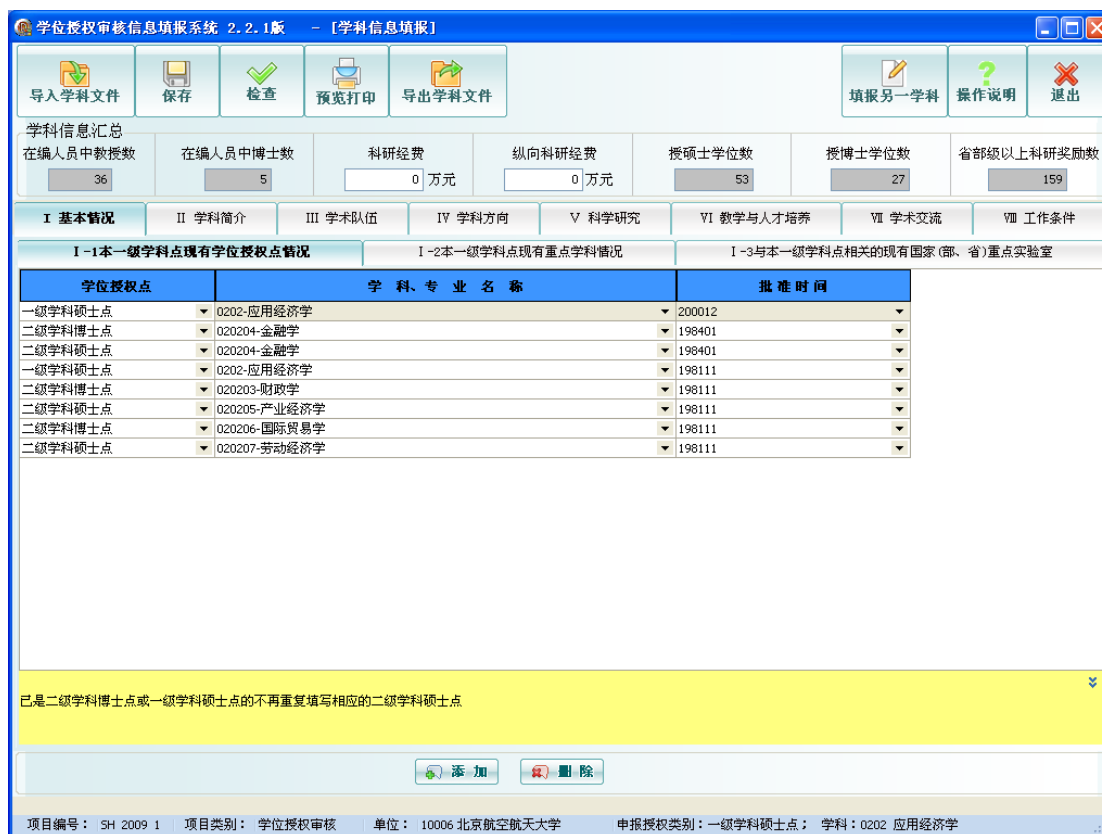 学位授权审核信息填报系统 2.2.1版 - [学科信息填报]
导入学科文件 保存 检查 预览打印 导出学科文件 填报另一学科 操作说明 退出
学科信息汇总
在编人员中教授数 在编人员中博士数 科研经费 纵向科研经费 授硕士学位数 授博士学位数 省部级以上科研奖励数
36 5 0 万元 0 万元 53 27 159
I 基本情况 II 学科简介 III 学术队伍 IV 学科方向 V 科学研究 VI 教学与人才培养 VII 学术交流 VIII 工作条件
I-1本一级学科点现有学位授权点情况 I-2本一级学科点现有重点学科情况 I-3与本一级学科点相关的现有国家(部、省)重点实验室
学位授权点 学 科、专 业 名 称 批准时间
一级学科硕士点 0202-应用经济学 200012
二级学科博士点 020204-金融学 198401
二级学科硕士点 020204-金融学 198401
一级学科硕士点 0202-应用经济学 198111
二级学科博士点 020203-财政学 198111
二级学科硕士点 020205-产业经济学 198111
二级学科博士点 020206-国际贸易学 198111
二级学科硕士点 020207-劳动经济学 198111
已是二级学科博士点或一级学科硕士点的不再重复填写相应的二级学科硕士点
添 加 删 除
项目编号： SH 2009 1 项目类别： 学位授权审核 单位： 10006 北京航空航天大学 申报授权类别：一级学科硕士点； 学科：0202 应用经济学